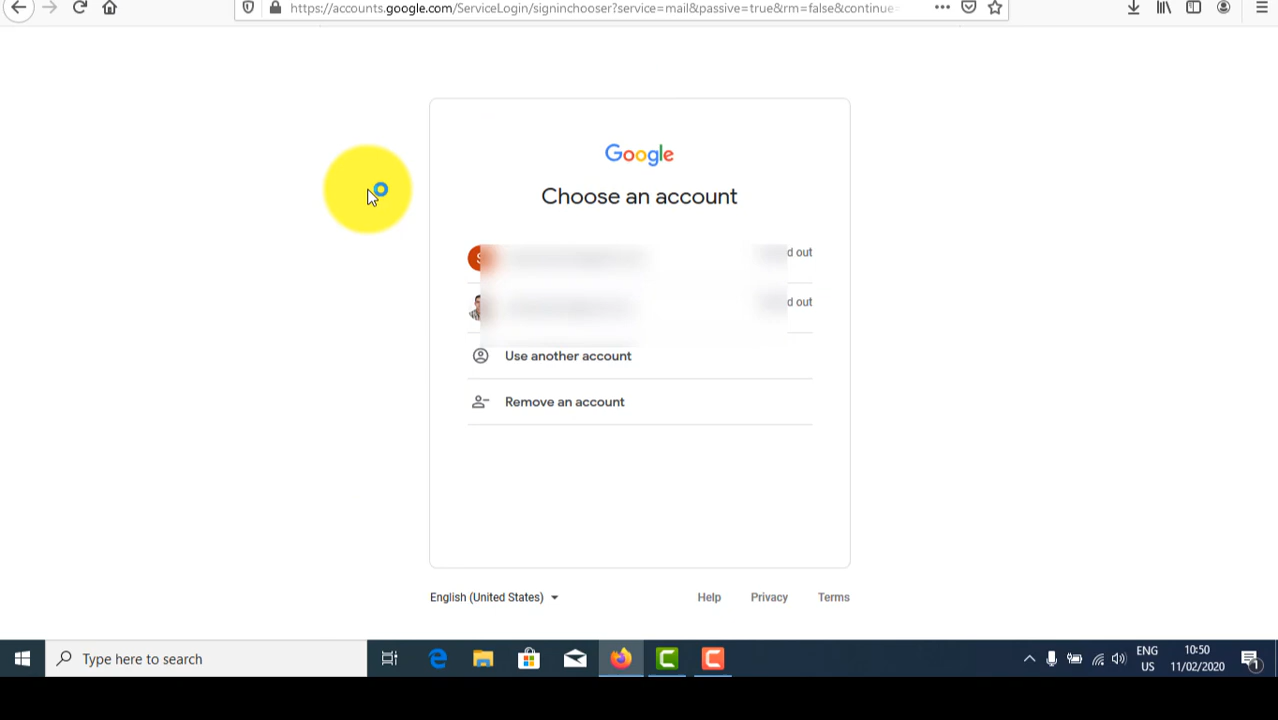 https://accounts.google.com/ServiceLogin/signinchooser?service=mail&passive=true&rm=false&continue=
Google
Choose an account
S
d out
d out
Use another account
Remove an account
English (United States)
Help Privacy Terms
Type here to search
ENG
US
10:50
11/02/2020
1